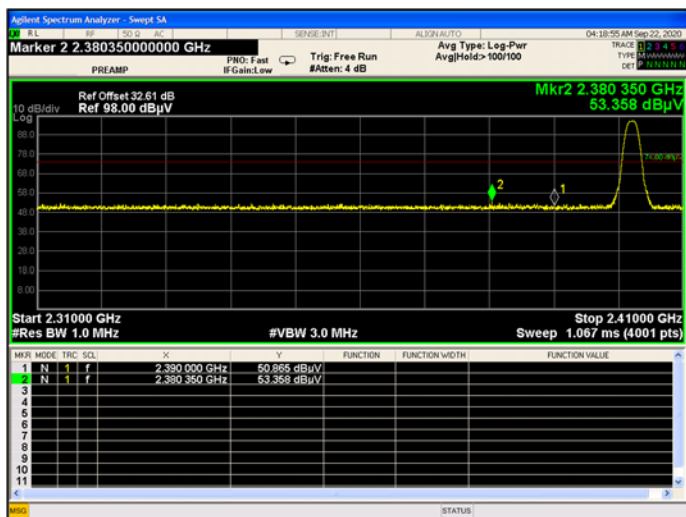 Agilent Spectrum Analyzer - Swept SA
RL RF 50 Ω AC SENSE:INT ALIGN AUTO 04:18:55 AM Sep 22, 2020
Marker 2 2.380350000000 GHz
PREAMP
PNO: Fast
IFGain:Low
Trig: Free Run
#Atten: 4 dB
Avg Type: Log-Pwr
Avg|Hold:>100/100
TRACE 1 2 3 4 5 6
TYPE M
DET P N N N N N
Mkr2 2.380 350 GHz
53.358 dBµV
Ref Offset 32.61 dB
10 dB/div Ref 98.00 dBµV
Log
88.0
78.0
68.0
58.0
48.0
38.0
28.0
18.0
8.00
2
1
Start 2.31000 GHz
Stop 2.41000 GHz
#Res BW 1.0 MHz
#VBW 3.0 MHz
Sweep 1.067 ms (4001 pts)
MKR MODE TRC SCL X Y FUNCTION FUNCTION WIDTH FUNCTION VALUE
1 N 1 f 2.390 000 GHz 50.865 dBµV
2 N 1 f 2.380 350 GHz 53.358 dBµV
3
4
5
6
7
8
9
10
11
MSG STATUS